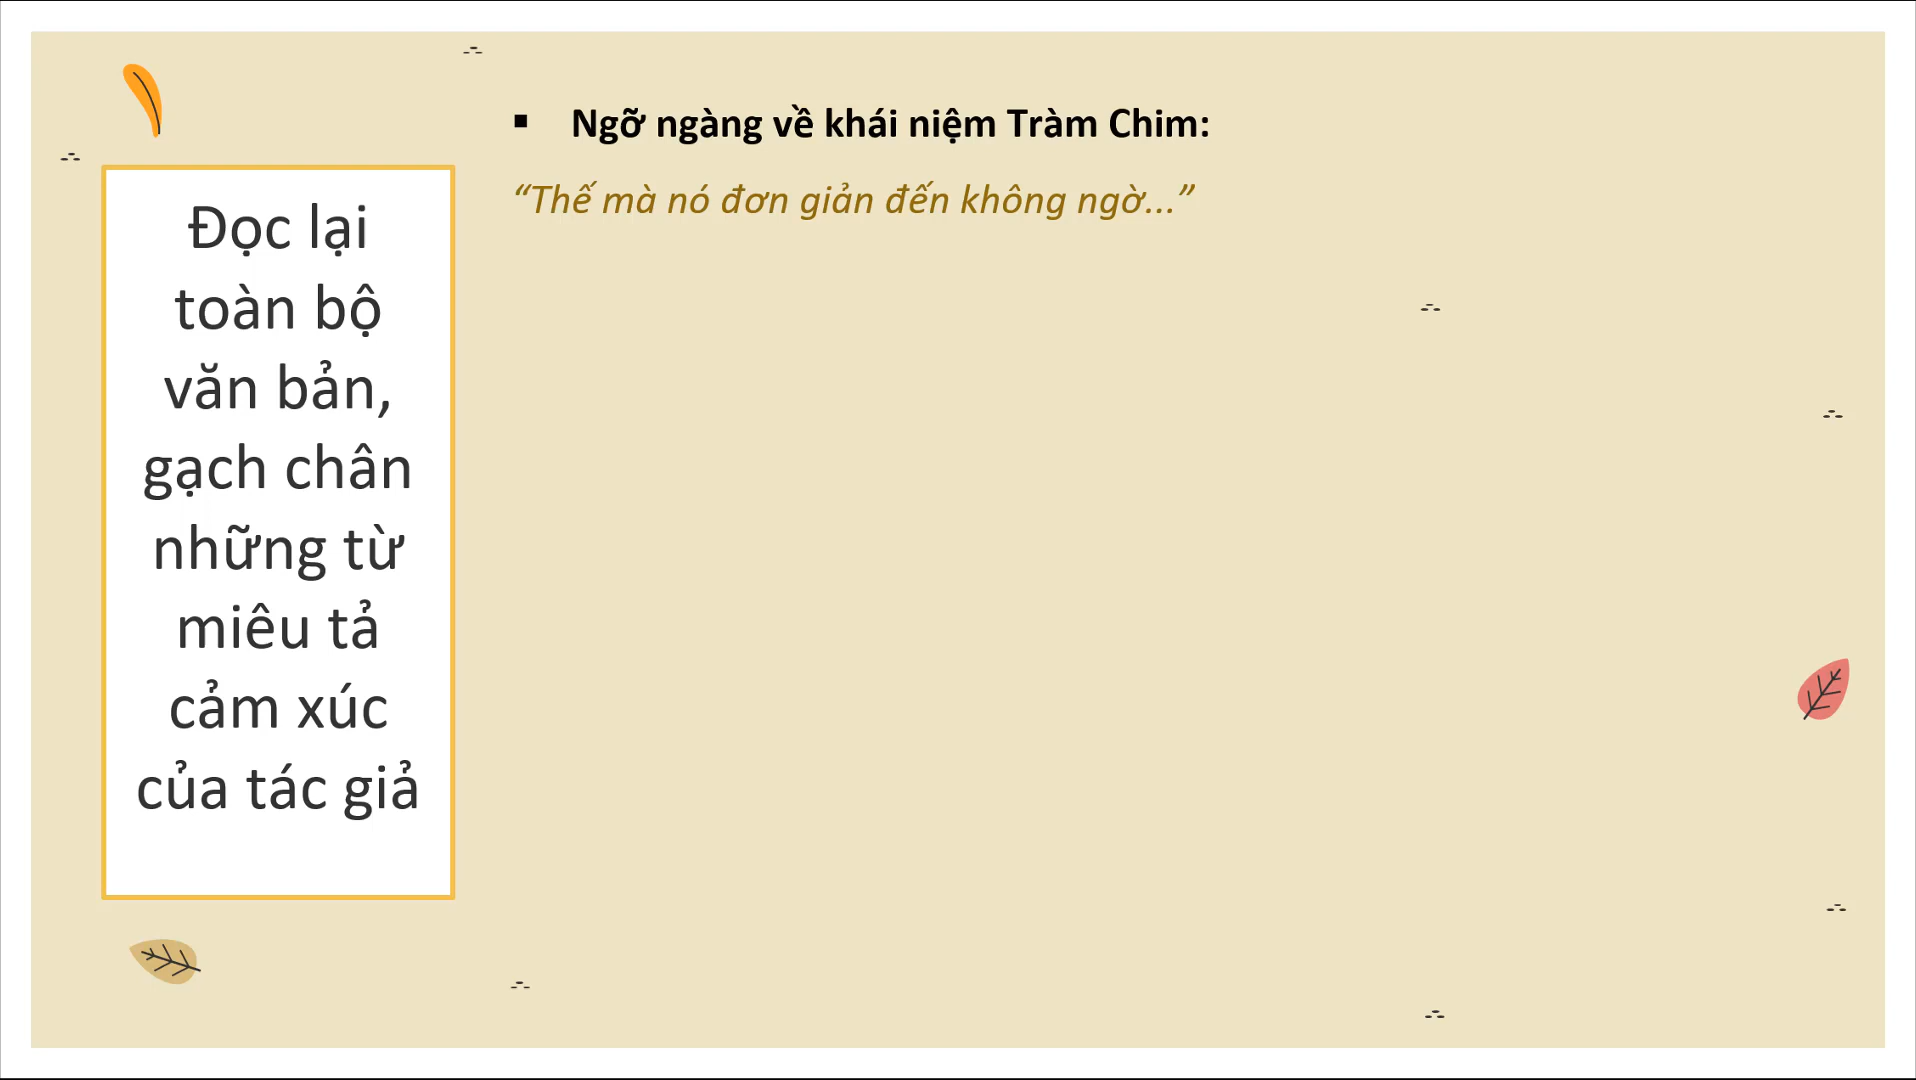 Đọc lại
toàn bộ
văn bản,
gạch chân
những từ
miêu tả
cảm xúc
của tác giả
▪ Ngỡ ngàng về khái niệm Tràm Chim:
“Thế mà nó đơn giản đến không ngờ...”